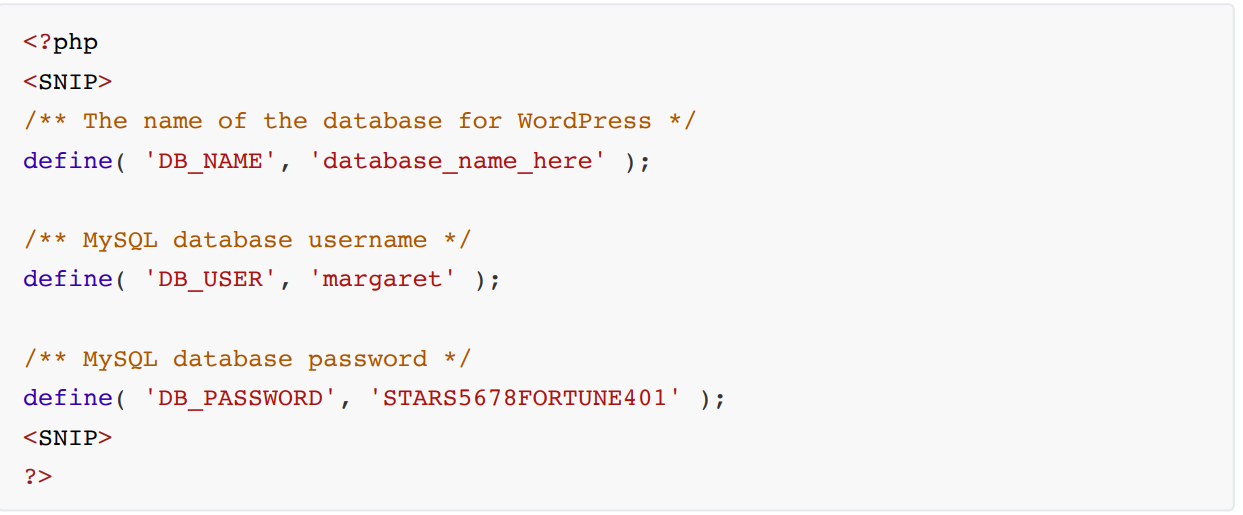 <?php
<SNIP>
/** The name of the database for WordPress */
define( 'DB_NAME', 'database_name_here' );
/** MySQL database username */
define( 'DB_USER', 'margaret' );
/** MySQL database password */
define( 'DB_PASSWORD', 'STARS5678FORTUNE401' );
<SNIP>
?>